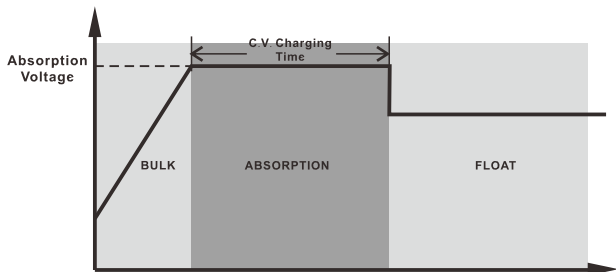 C.V. Charging
Time
Absorption
Voltage
BULK
ABSORPTION
FLOAT